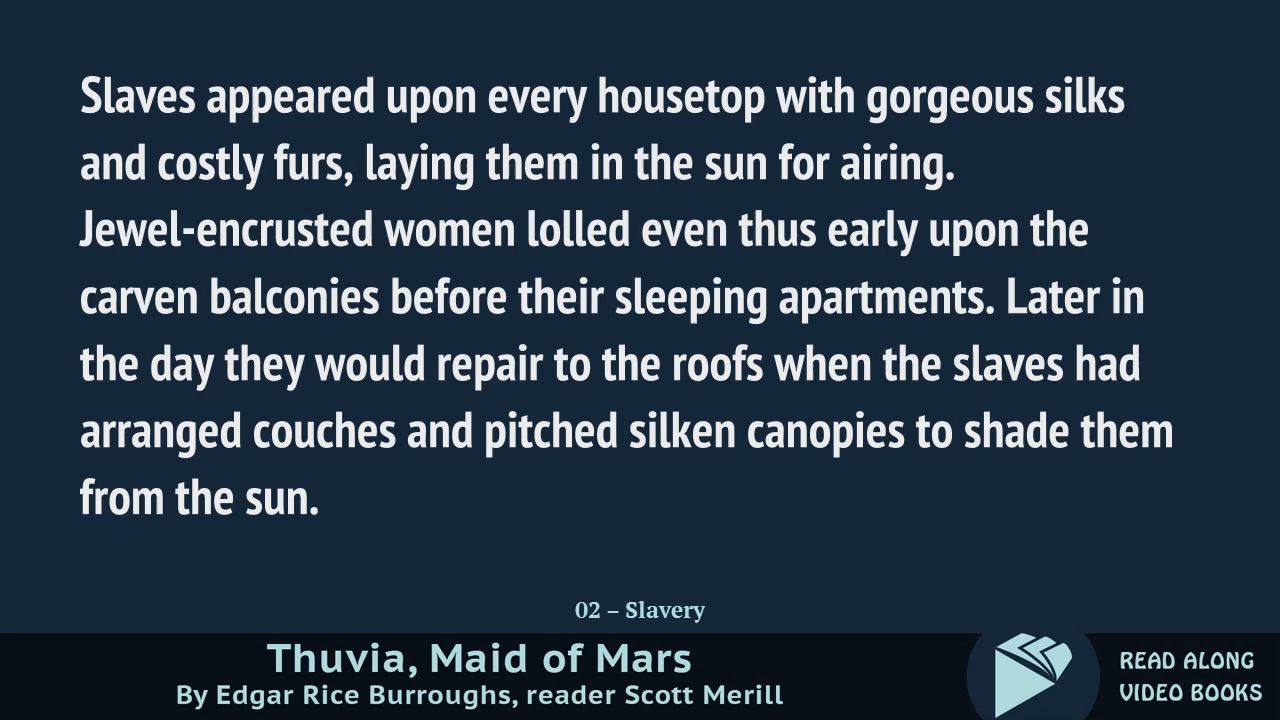 Slaves appeared upon every housetop with gorgeous silks
and costly furs, laying them in the sun for airing.
Jewel-encrusted women lolled even thus early upon the
carven balconies before their sleeping apartments. Later in
the day they would repair to the roofs when the slaves had
arranged couches and pitched silken canopies to shade them
from the sun.
02 – Slavery
Thuvia, Maid of Mars
By Edgar Rice Burroughs, reader Scott Merill
READ ALONG
VIDEO BOOKS